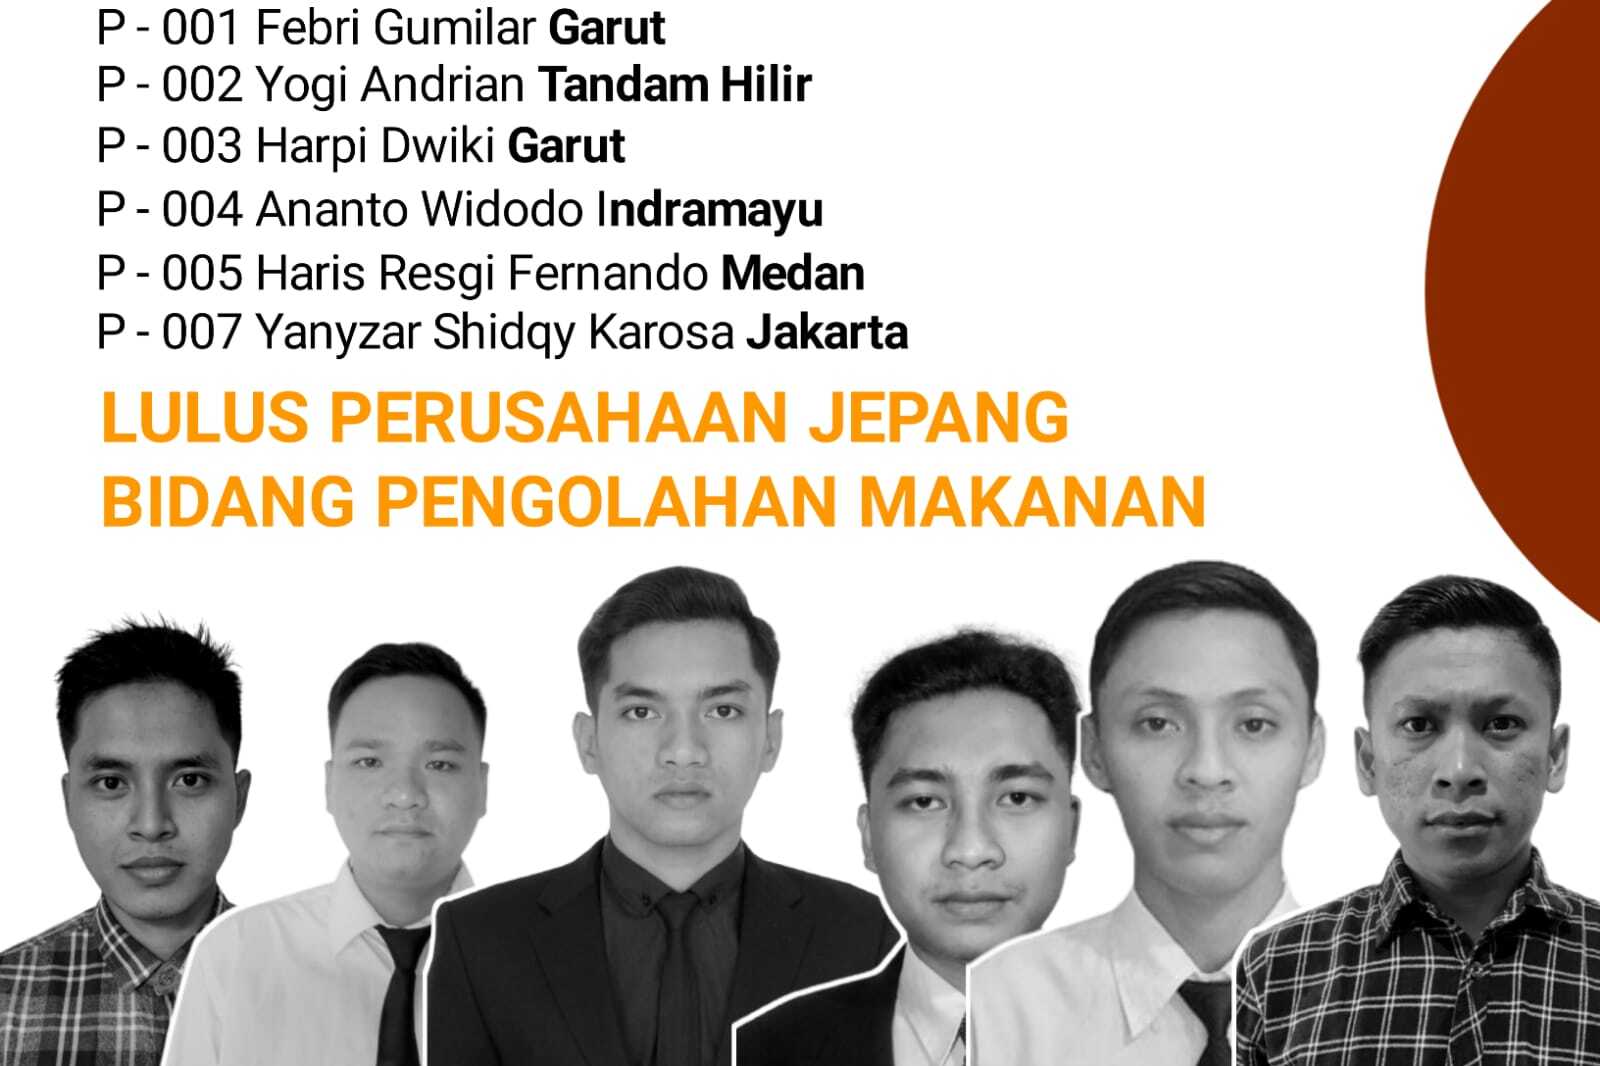 P - 001 Febri Gumilar Garut
P - 002 Yogi Andrian Tandam Hilir
P - 003 Harpi Dwiki Garut
P - 004 Ananto Widodo Indramayu
P - 005 Haris Resgi Fernando Medan
P - 007 Yanyzar Shidqy Karosa Jakarta
LULUS PERUSAHAAN JEPANG
BIDANG PENGOLAHAN MAKANAN